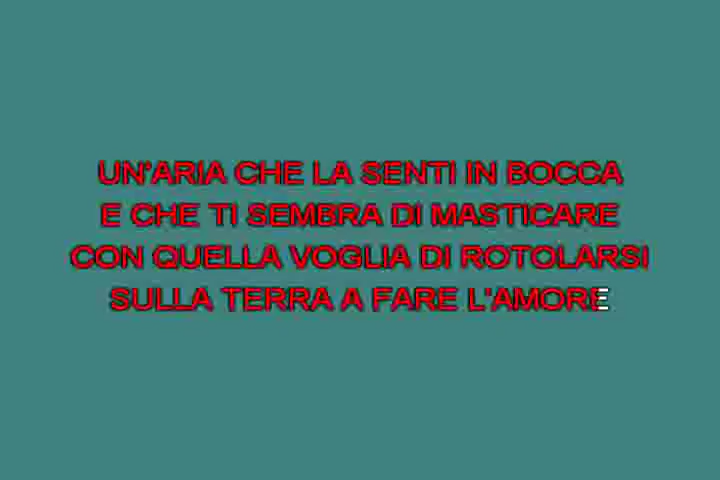 UN'ARIA CHE LA SENTI IN BOCCA
E CHE TI SEMBRA DI MASTICARE
CON QUELLA VOGLIA DI ROTOLARSI
SULLA TERRA A FARE L'AMORE